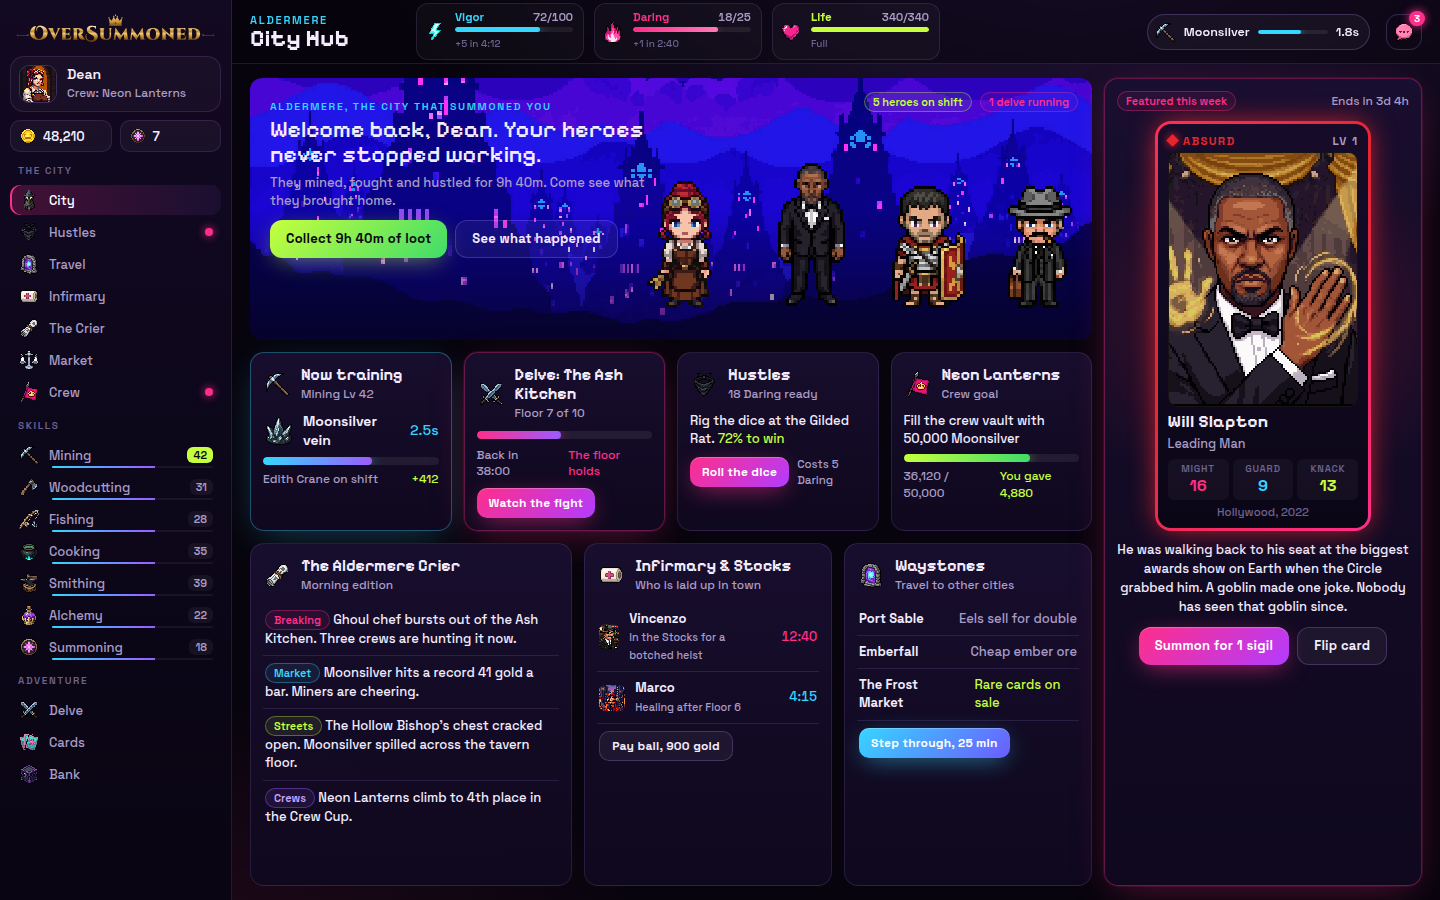 OVERSUMMONED
Dean
Crew: Neon Lanterns
48,210
7
THE CITY
City
Hustles
Travel
Infirmary
The Crier
Market
Crew
SKILLS
Mining 42
Woodcutting 31
Fishing 28
Cooking 35
Smithing 39
Alchemy 22
Summoning 18
ADVENTURE
Delve
Cards
Bank
ALDERMERE
City Hub
Vigor 72/100
+5 in 4:12
Daring 18/25
+1 in 2:40
Life 340/340
Full
Moonsilver 1.8s
3
ALDERMERE, THE CITY THAT SUMMONED YOU
5 heroes on shift
1 delve running
Welcome back, Dean. Your heroes
never stopped working.
They mined, fought and hustled for 9h 40m. Come see what
they brought home.
Collect 9h 40m of loot
See what happened
Now training
Mining Lv 42
Moonsilver
vein
2.5s
Edith Crane on shift +412
Delve: The Ash
Kitchen
Floor 7 of 10
Back in
38:00
The floor
holds
Watch the fight
Hustles
18 Daring ready
Rig the dice at the Gilded
Rat. 72% to win
Roll the dice
Costs 5
Daring
Neon Lanterns
Crew goal
Fill the crew vault with
50,000 Moonsilver
36,120 /
50,000
You gave
4,880
The Aldermere Crier
Morning edition
Breaking Ghoul chef bursts out of the Ash
Kitchen. Three crews are hunting it now.
Market Moonsilver hits a record 41 gold a
bar. Miners are cheering.
Streets The Hollow Bishop's chest cracked
open. Moonsilver spilled across the tavern
floor.
Crews Neon Lanterns climb to 4th place in
the Crew Cup.
Infirmary & Stocks
Who is laid up in town
Vincenzo
In the Stocks for a
botched heist
12:40
Marco
Healing after Floor 6
4:15
Pay bail, 900 gold
Waystones
Travel to other cities
Port Sable Eels sell for double
Emberfall Cheap ember ore
The Frost
Market
Rare cards on
sale
Step through, 25 min
Featured this week
Ends in 3d 4h
ABSURD LV 1
Will Slapton
Leading Man
MIGHT GUARD KNACK
16 9 13
Hollywood, 2022
He was walking back to his seat at the biggest
awards show on Earth when the Circle
grabbed him. A goblin made one joke. Nobody
has seen that goblin since.
Summon for 1 sigil
Flip card